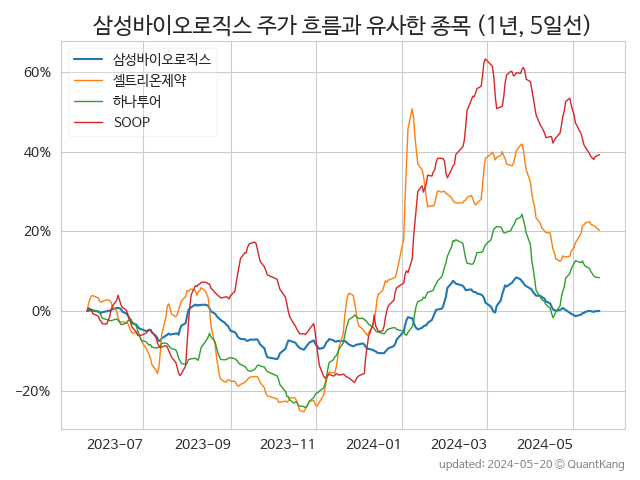 삼성바이오로직스 주가 흐름과 유사한 종목 (1년, 5일선)
삼성바이오로직스
셀트리온제약
하나투어
SOOP
60%
40%
20%
0%
−20%
2023-07
2023-09
2023-11
2024-01
2024-03
2024-05
updated: 2024-05-20 © QuantKang